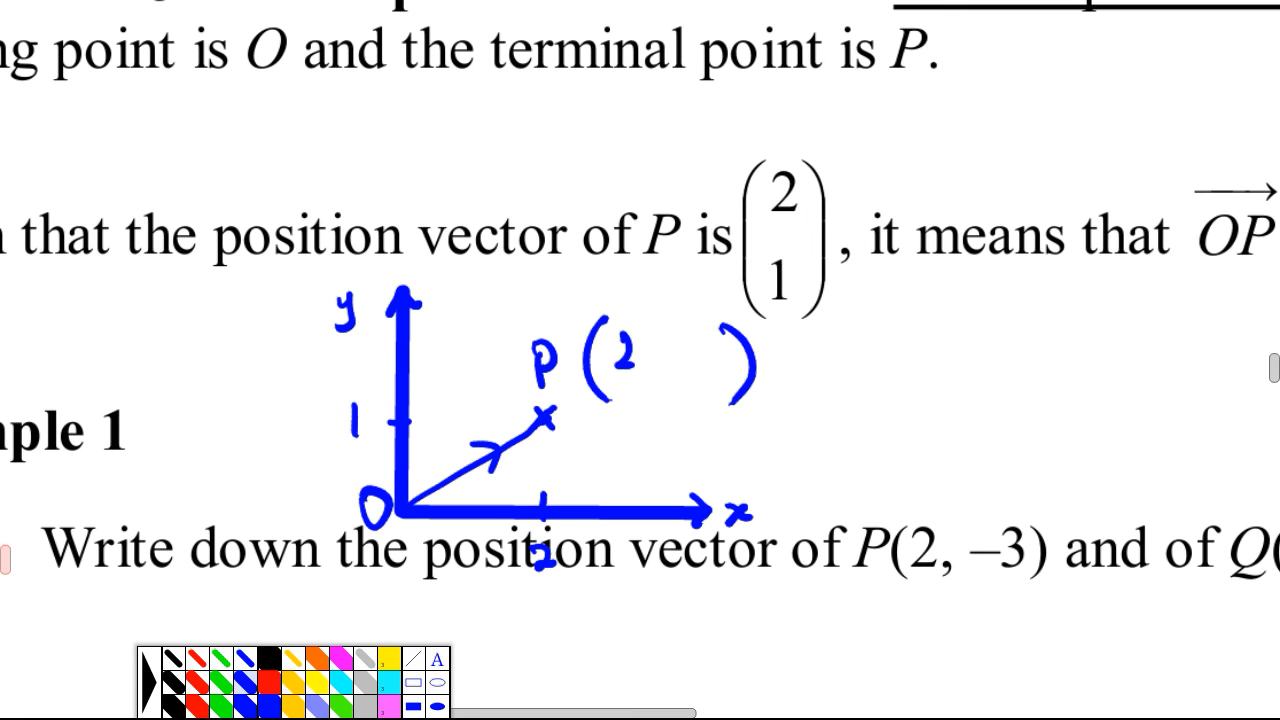 ng point is O and the terminal point is P.
that the position vector of P is (2 1), it means that OP
y
P (2 )
1
ple 1
O x
Write down the position vector of P(2, –3) and of Q(
2
A